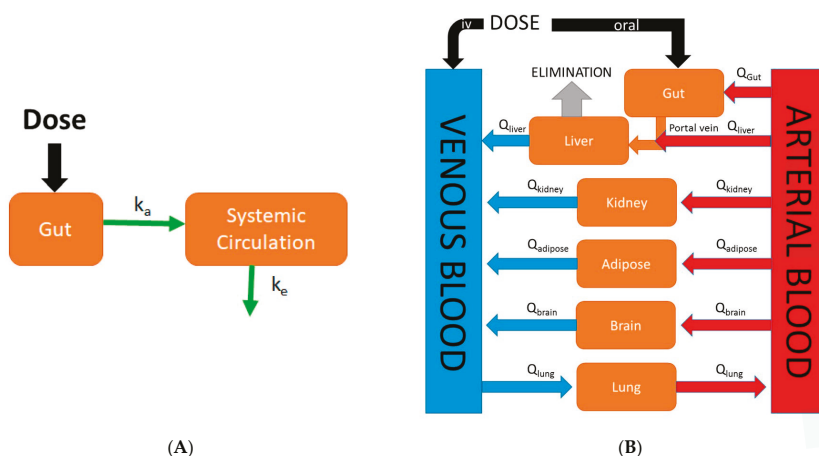 Dose
Gut
ka
Systemic
Circulation
ke
(A)
iv DOSE oral
ELIMINATION
Gut
QGut
Portal vein
Qliver
Liver
Qliver
Qkidney
Kidney
Qkidney
Qadipose
Adipose
Qadipose
Qbrain
Brain
Qbrain
Qlung
Lung
Qlung
VENOUS BLOOD
ARTERIAL BLOOD
(B)